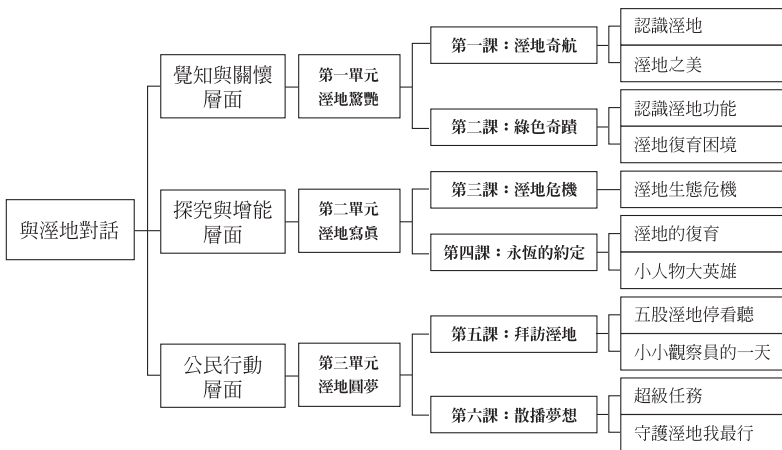 與溼地對話
覺知與關懷
層面
第一單元
溼地驚艷
第一課：溼地奇航
認識溼地
溼地之美
第二課：綠色奇蹟
認識溼地功能
溼地復育困境
探究與增能
層面
第二單元
溼地寫真
第三課：溼地危機
溼地生態危機
第四課：永恆的約定
溼地的復育
小人物大英雄
公民行動
層面
第三單元
溼地圓夢
第五課：拜訪溼地
五股溼地停看聽
小小觀察員的一天
第六課：散播夢想
超級任務
守護溼地我最行